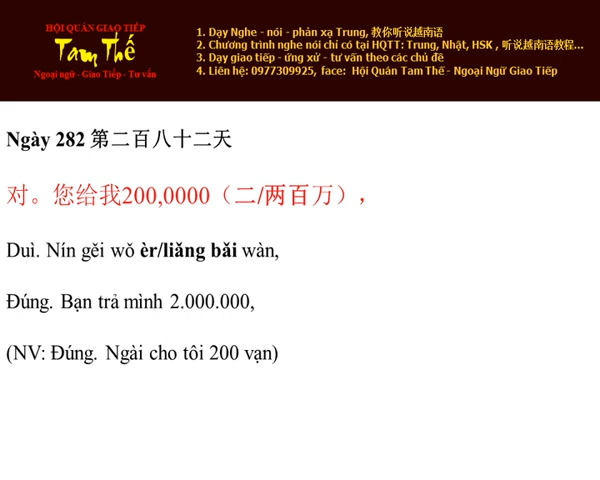 HỘI QUÁN GIAO TIẾP
Tam Thế
Ngoại ngữ - Giao Tiếp - Tư vấn
1. Dạy Nghe - nói - phản xạ Trung, 教你听说越南语
2. Chương trình nghe nói chỉ có tại HQTT: Trung, Nhật, HSK , 听说越南语教程...
3. Dạy giao tiếp - ứng xử - tư vấn theo các chủ đề
4. Liên hệ: 0977309925, face: Hội Quán Tam Thế - Ngoại Ngữ Giao Tiếp
Ngày 282 第二百八十二天
对。您给我200,0000（二/两百万），
Duì. Nín gěi wǒ èr/liǎng bǎi wàn,
Đúng. Bạn trả mình 2.000.000,
(NV: Đúng. Ngài cho tôi 200 vạn)